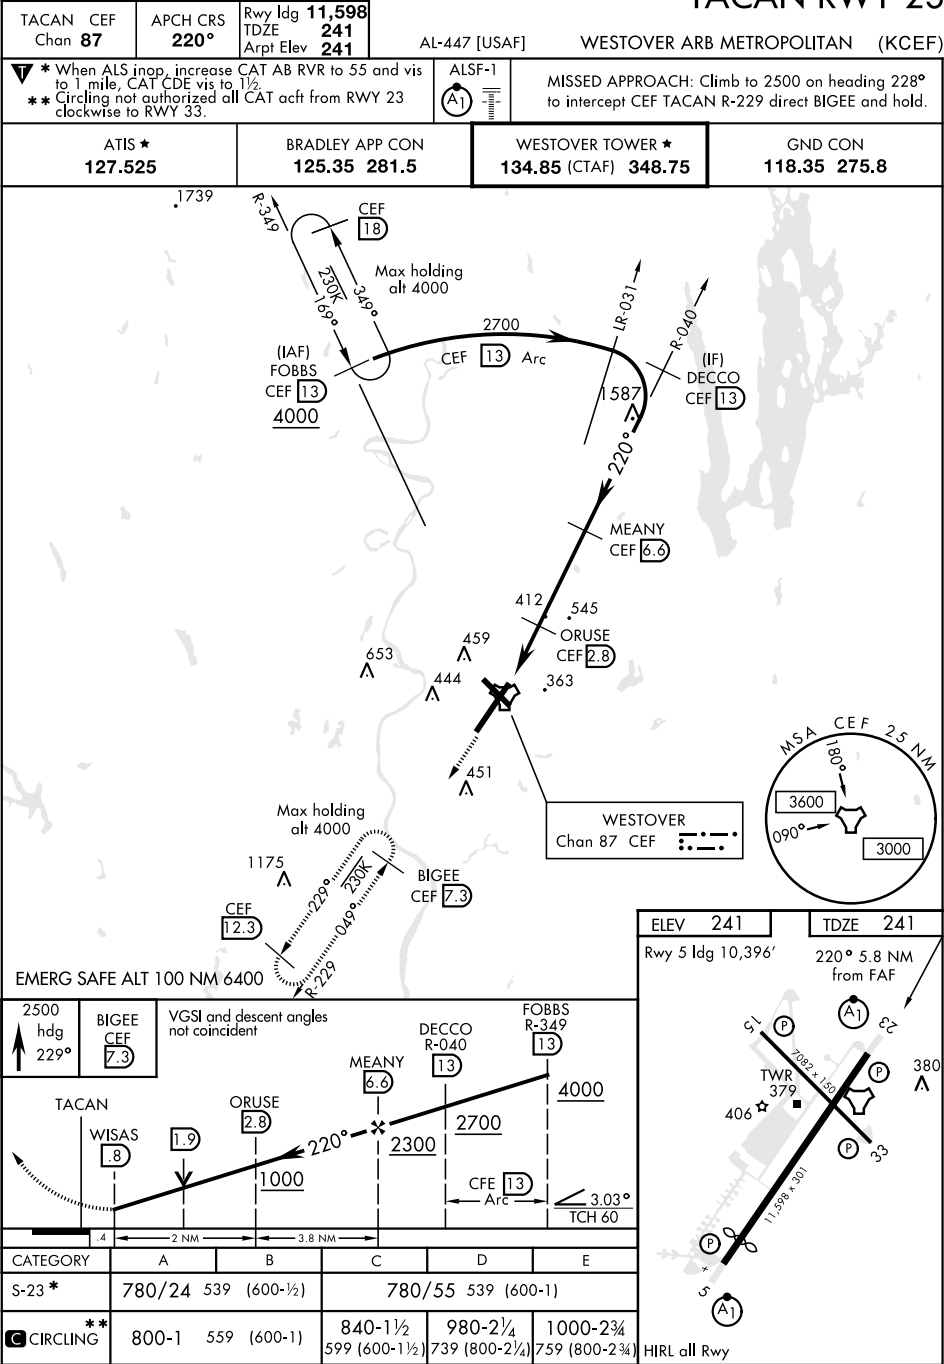 TACAN RWY 23
TACAN CEF
Chan 87
APCH CRS
220°
Rwy ldg 11,598
TDZE 241
Arpt Elev 241
AL-447 [USAF]
WESTOVER ARB METROPOLITAN (KCEF)
T * When ALS inop, increase CAT AB RVR to 55 and vis
to 1 mile, CAT CDE vis to 1½.
** Circling not authorized all CAT acft from RWY 23
clockwise to RWY 33.
ALSF-1
A1
MISSED APPROACH: Climb to 2500 on heading 228°
to intercept CEF TACAN R-229 direct BIGEE and hold.
ATIS ★
127.525
BRADLEY APP CON
125.35 281.5
WESTOVER TOWER ★
134.85 (CTAF) 348.75
GND CON
118.35 275.8
1739
R-349
CEF
18
Max holding
alt 4000
230K
349°
169°
LR-031
R-040
2700
CEF 13 Arc
(IAF)
FOBBS
CEF 13
4000
(IF)
DECCO
CEF 13
1587
220°
MEANY
CEF 6.6
412
545
ORUSE
CEF 2.8
459
653
444
363
451
MSA CEF 25 NM
180°
3600
090°
3000
WESTOVER
Chan 87 CEF
Max holding
alt 4000
1175
229°
230K
049°
BIGEE
CEF 7.3
CEF
12.3
R-229
EMERG SAFE ALT 100 NM 6400
ELEV 241
TDZE 241
Rwy 5 ldg 10,396'
220° 5.8 NM
from FAF
A1
15
P
23
7082 x 150
P
380
TWR
379
406
P
33
11,598 x 301
P
5
A1
HIRL all Rwy
2500
hdg
229°
BIGEE
CEF
7.3
VGSI and descent angles
not coincident
FOBBS
R-349
13
DECCO
R-040
13
MEANY
6.6
4000
ORUSE
2.8
TACAN
WISAS
.8
1.9
220°
2700
2300
1000
CFE 13
Arc
3.03°
TCH 60
.4
2 NM
3.8 NM
CATEGORY A B C D E
S-23 * 780/24 539 (600-½) 780/55 539 (600-1)
C CIRCLING ** 800-1 559 (600-1) 840-1½ 599 (600-1½) 980-2¼ 739 (800-2¼) 1000-2¾ 759 (800-2¾)